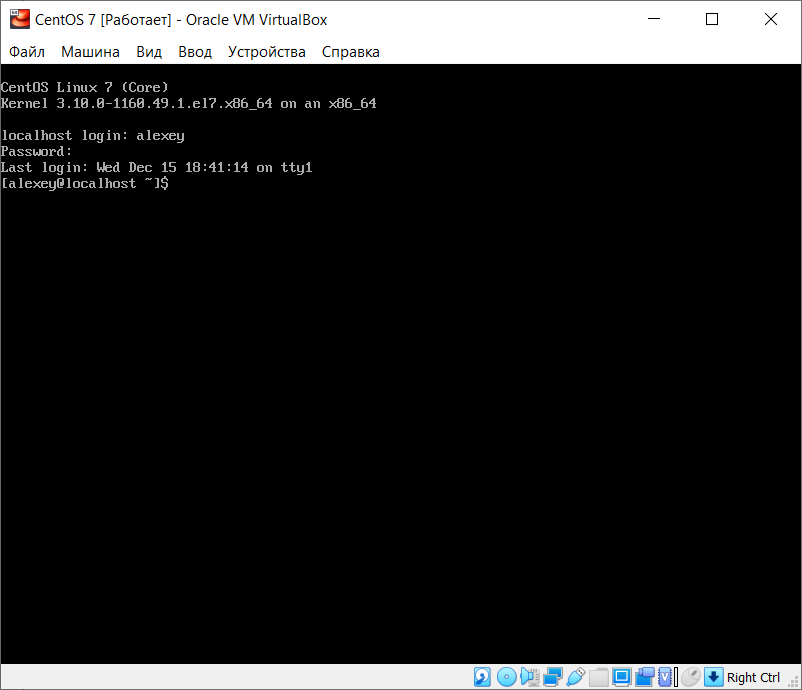 CentOS 7 [Работает] - Oracle VM VirtualBox
Файл Машина Вид Ввод Устройства Справка
CentOS Linux 7 (Core)
Kernel 3.10.0-1160.49.1.el7.x86_64 on an x86_64
localhost login: alexey
Password:
Last login: Wed Dec 15 18:41:14 on tty1
[alexey@localhost ~]$
Right Ctrl